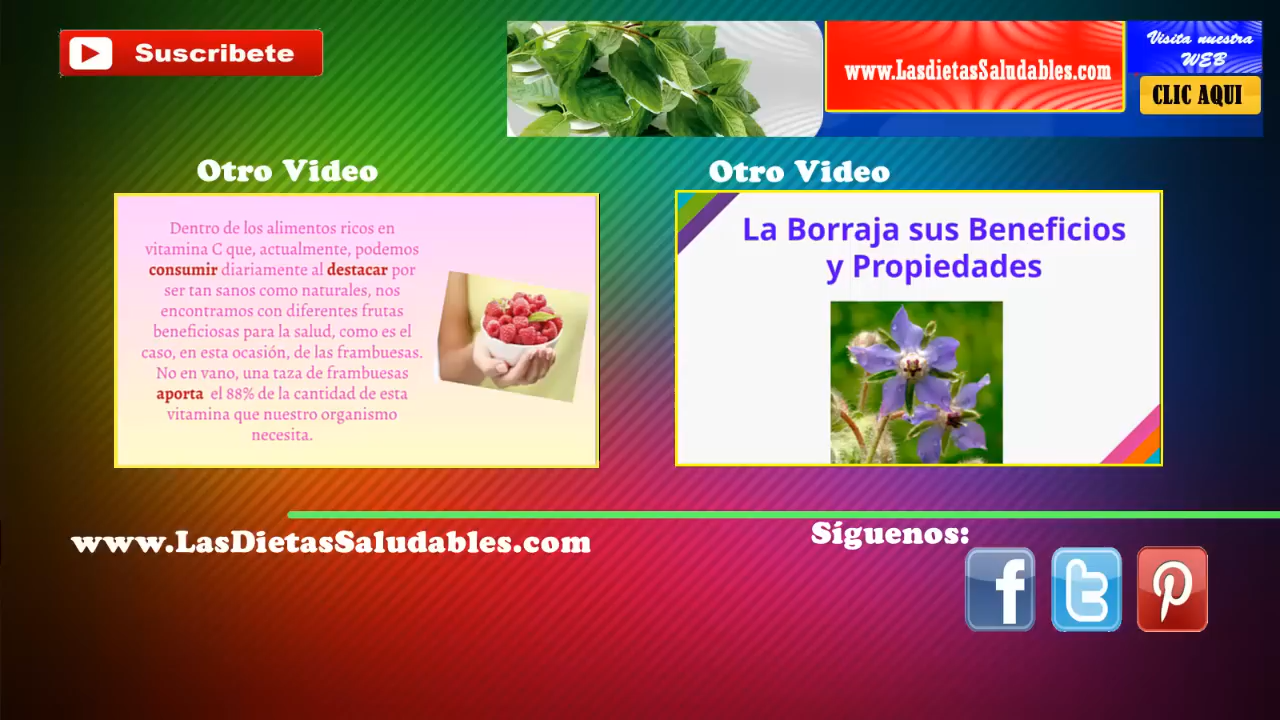 Suscribete
www.LasdietasSaludables.com
Visita nuestra
WEB
CLIC AQUI
Otro Video
Otro Video
Dentro de los alimentos ricos en
vitamina C que, actualmente, podemos
consumir diariamente al destacar por
ser tan sanos como naturales, nos
encontramos con diferentes frutas
beneficiosas para la salud, como es el
caso, en esta ocasión, de las frambuesas.
No en vano, una taza de frambuesas
aporta el 88% de la cantidad de esta
vitamina que nuestro organismo
necesita.
La Borraja sus Beneficios
y Propiedades
www.LasDietasSaludables.com
Síguenos: